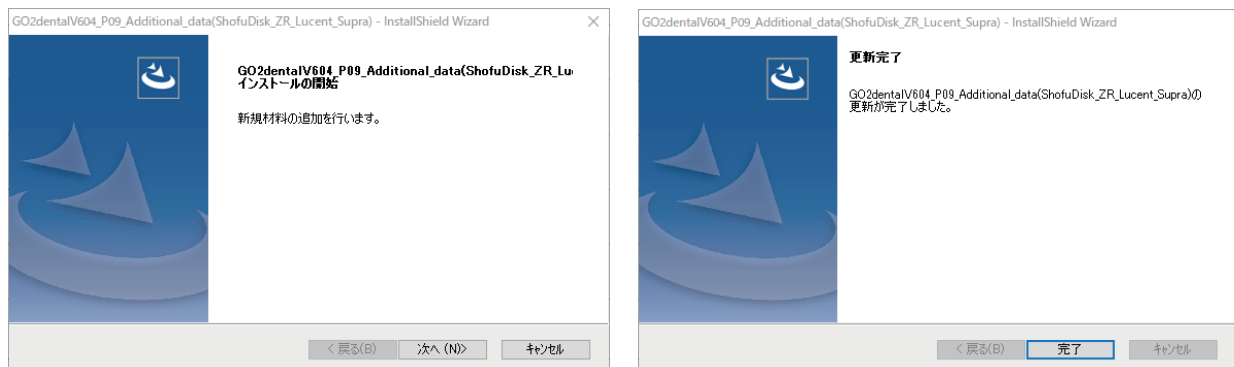 GO2dentalV604_P09_Additional_data(ShofuDisk_ZR_Lucent_Supra) - InstallShield Wizard
GO2dentalV604_P09_Additional_data(ShofuDisk_ZR_Lu
インストールの開始
新規材料の追加を行います。
< 戻る(B)
次へ (N)>
キャンセル
GO2dentalV604_P09_Additional_data(ShofuDisk_ZR_Lucent_Supra) - InstallShield Wizard
更新完了
GO2dentalV604_P09_Additional_data(ShofuDisk_ZR_Lucent_Supra)の
更新が完了しました。
< 戻る(B)
完了
キャンセル